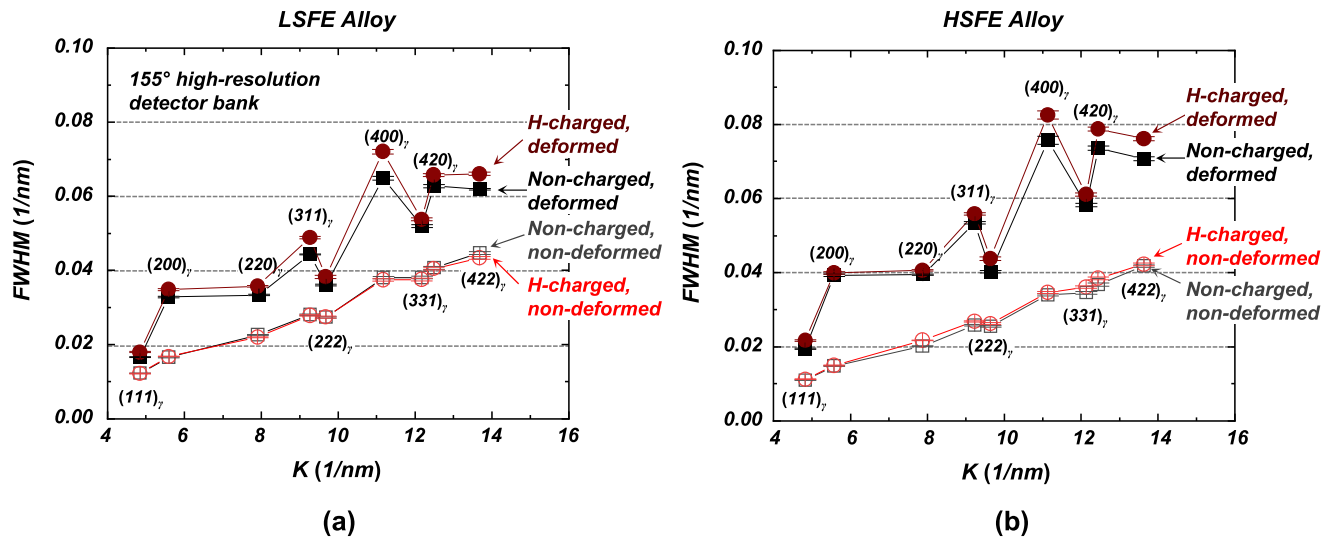 LSFE Alloy
0.10
0.08
0.06
0.04
0.02
0.00
FWHM (1/nm)
155° high-resolution
detector bank
(111)γ
(200)γ
(220)γ
(311)γ
(222)γ
(400)γ
(331)γ
(420)γ
(422)γ
H-charged,
deformed
Non-charged,
deformed
Non-charged,
non-deformed
H-charged,
non-deformed
4 6 8 10 12 14 16
K (1/nm)
(a)
HSFE Alloy
0.10
0.08
0.06
0.04
0.02
0.00
FWHM (1/nm)
(111)γ
(200)γ
(220)γ
(311)γ
(222)γ
(400)γ
(331)γ
(420)γ
(422)γ
H-charged,
deformed
Non-charged,
deformed
H-charged,
non-deformed
Non-charged,
non-deformed
4 6 8 10 12 14 16
K (1/nm)
(b)